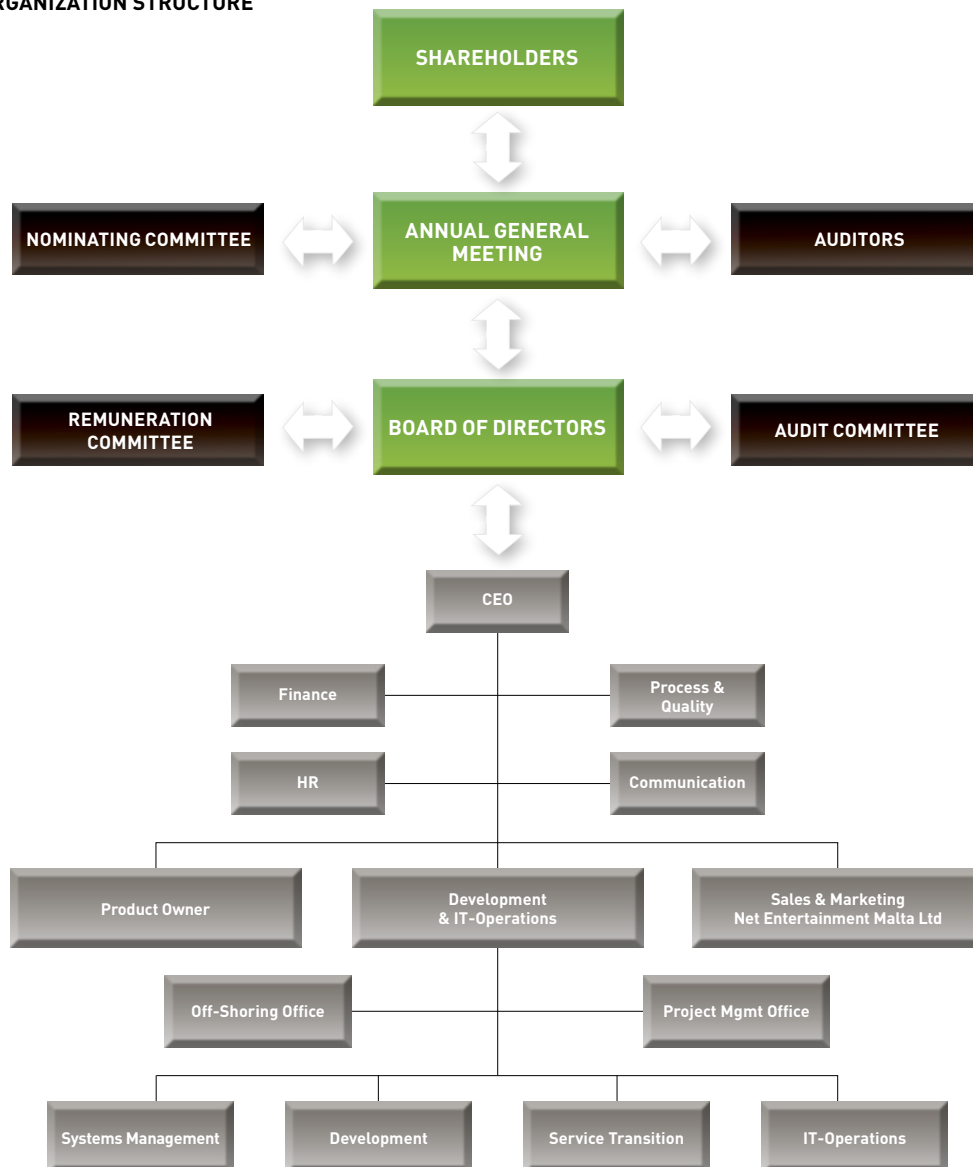 RGANIZATION STRUCTURE
SHAREHOLDERS
NOMINATING COMMITTEE
ANNUAL GENERAL
MEETING
AUDITORS
REMUNERATION
COMMITTEE
BOARD OF DIRECTORS
AUDIT COMMITTEE
CEO
Finance
Process &
Quality
HR
Communication
Product Owner
Development
& IT-Operations
Sales & Marketing
Net Entertainment Malta Ltd
Off-Shoring Office
Project Mgmt Office
Systems Management
Development
Service Transition
IT-Operations